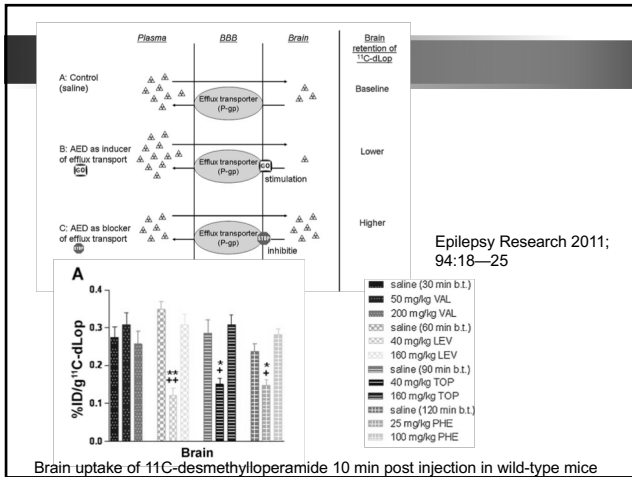 Plasma BBB Brain Brain retention of ¹¹C-dLop
A: Control (saline)
Efflux transporter (P-gp)
Baseline
B: AED as inducer of efflux transport
GO
Efflux transporter (P-gp)
GO
stimulation
Lower
C: AED as blocker of efflux transport
Efflux transporter (P-gp)
inhibitie
Higher
Epilepsy Research 2011;
94:18—25
A
%ID/g¹¹C-dLop
0.4
0.3
0.2
0.1
0.0
**
++
*
+
*
+
Brain
saline (30 min b.t.)
50 mg/kg VAL
200 mg/kg VAL
saline (60 min b.t.)
40 mg/kg LEV
160 mg/kg LEV
saline (90 min b.t.)
40 mg/kg TOP
160 mg/kg TOP
saline (120 min b.t.)
25 mg/kg PHE
100 mg/kg PHE
Brain uptake of 11C-desmethylloperamide 10 min post injection in wild-type mice